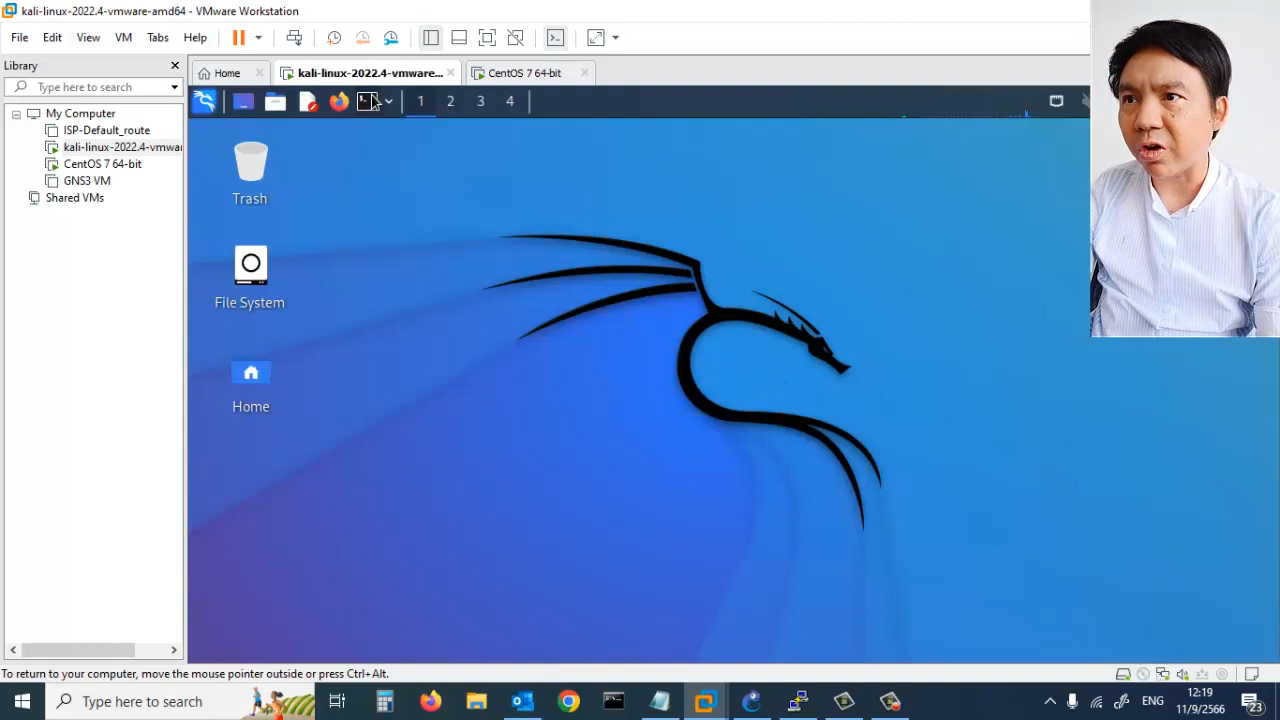 kali-linux-2022.4-vmware-amd64 - VMware Workstation
File Edit View VM Tabs Help
Library
Type here to search
My Computer
ISP-Default_route
kali-linux-2022.4-vmwar
CentOS 7 64-bit
GNS3 VM
Shared VMs
Home
kali-linux-2022.4-vmware...
CentOS 7 64-bit
1 2 3 4
Trash
File System
Home
To return to your computer, move the mouse pointer outside or press Ctrl+Alt.
Type here to search
ENG
12:19
11/9/2566
23